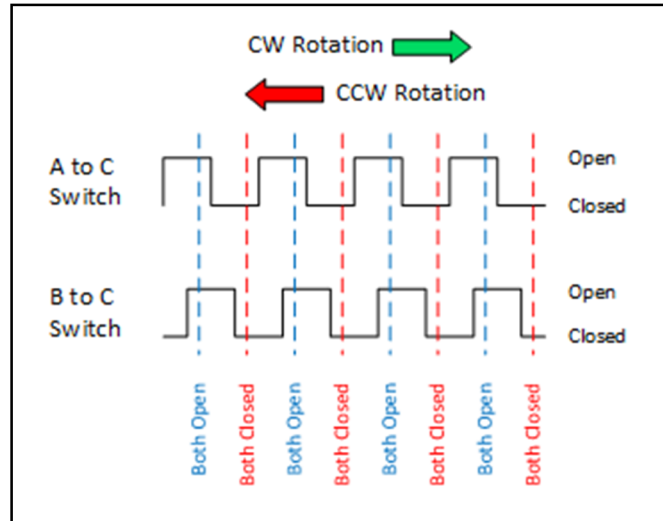 CW Rotation
CCW Rotation
A to C
Switch
Open
Closed
B to C
Switch
Open
Closed
Both Open
Both Closed
Both Open
Both Closed
Both Open
Both Closed
Both Open
Both Closed